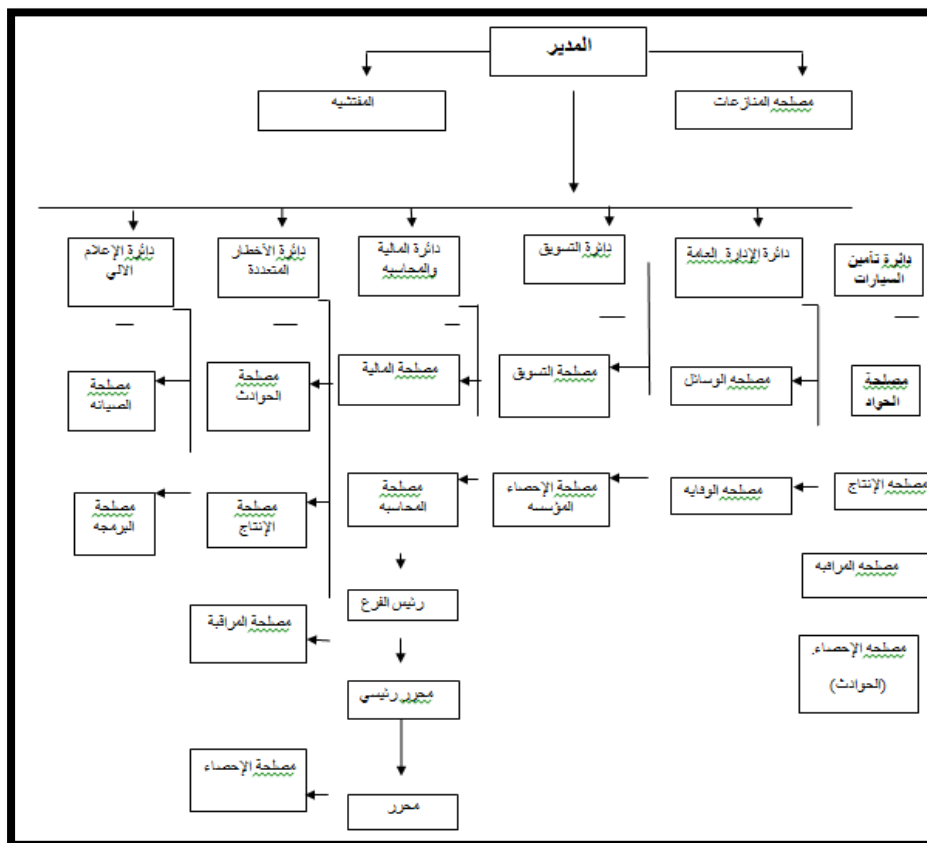 المدير
مصلحه المنازعات
المفتشيه
دائرة تأمين
السيارات
دائرة الإدارة العامة
دائرة التسويق
دائرة المالية
والمحاسبه
دائرة الأخطار
المتعددة
دائرة الإعلام
الالي
مصلحة
الحواد
مصلحه الوسائل
مصلحة التسوق
مصلحة المالية
مصلحة
الحوادث
مصلحة
الصيانه
مصلحه الإنتاج
مصلحه الوقايه
مصلحة الإحصاء
المؤسسه
مصلحة
المحاسبه
مصلحة
الإنتاج
مصلحة
البرمجه
مصلحه المراقبه
رئيس الفرع
مصلحة المراقبة
مصلحه الإحصاء.
(الحوادث)
محرر رئيسي
مصلحة الإحصاء
محرر